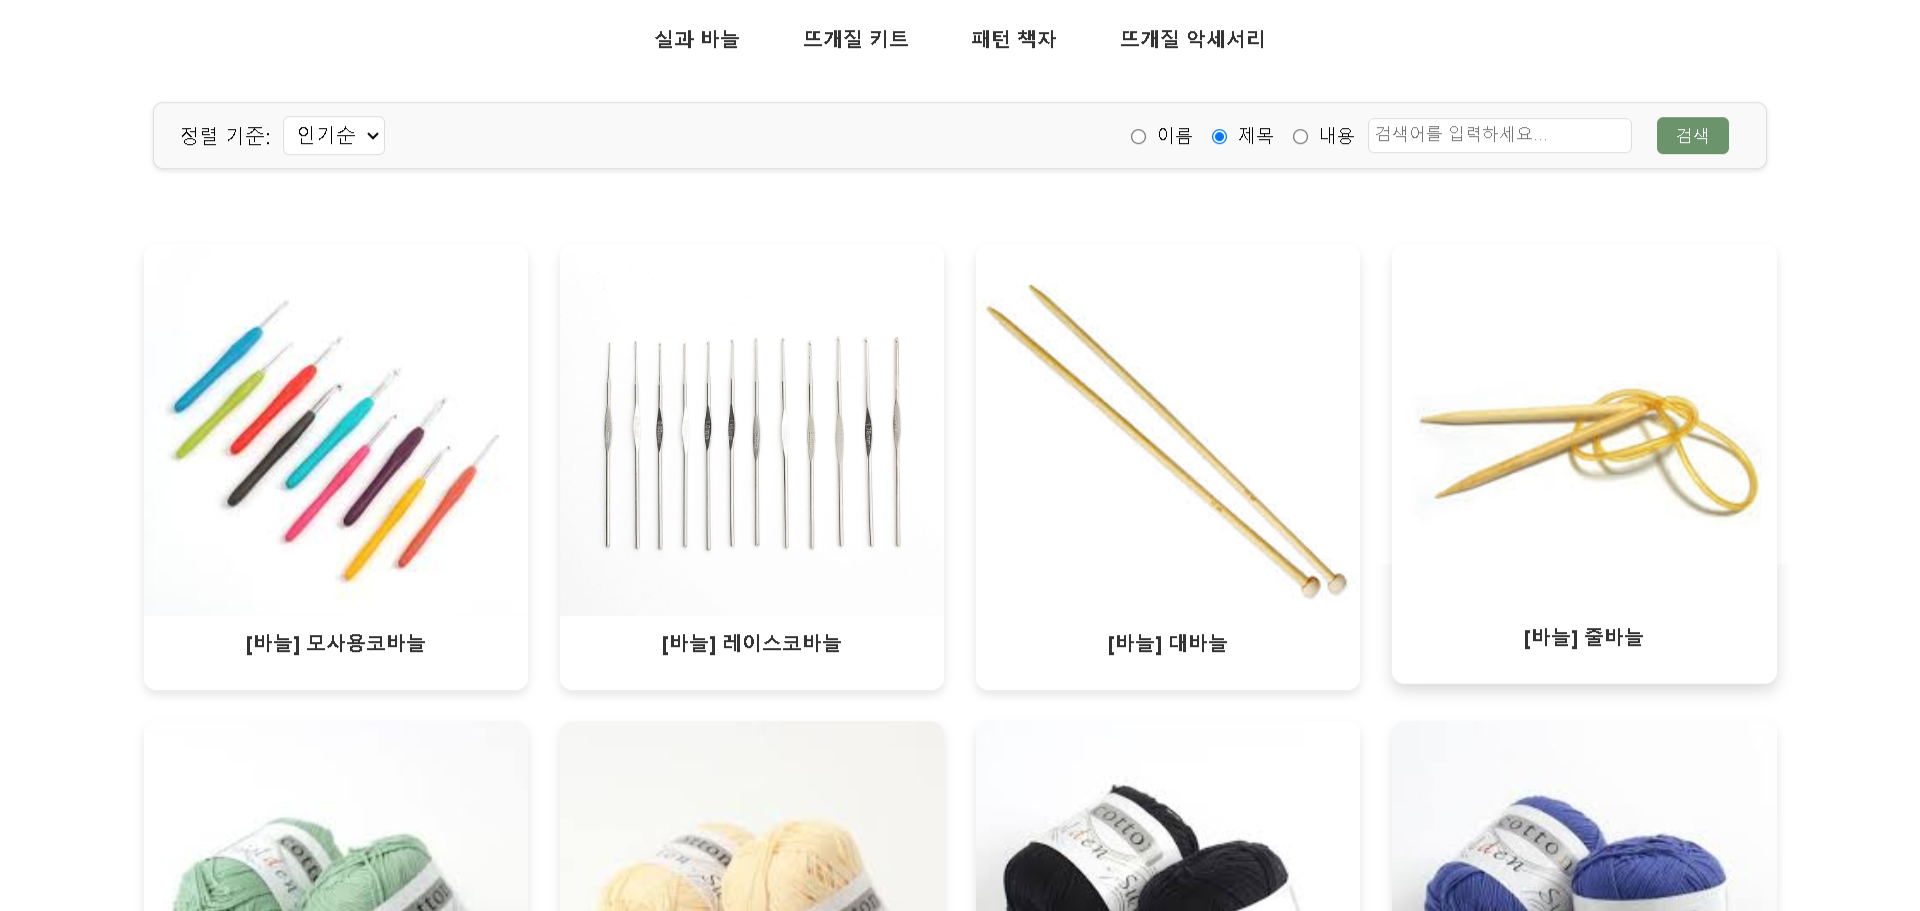 실과 바늘 뜨개질 키트 패턴 책자 뜨개질 악세서리
정렬 기준: 인기순 이름 제목 내용 검색어를 입력하세요... 검색
[바늘] 모사용코바늘 [바늘] 레이스코바늘 [바늘] 대바늘 [바늘] 줄바늘